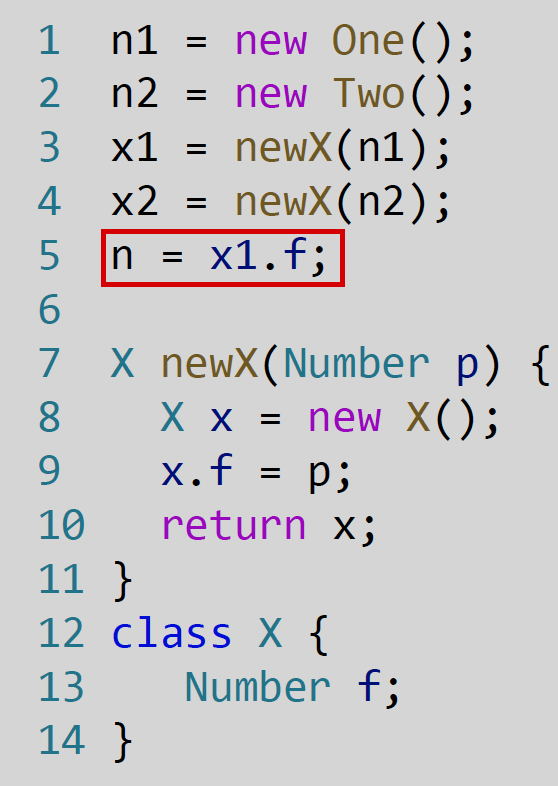 1 n1 = new One();
2 n2 = new Two();
3 x1 = newX(n1);
4 x2 = newX(n2);
5 n = x1.f;
6
7 X newX(Number p) {
8 X x = new X();
9 x.f = p;
10 return x;
11 }
12 class X {
13 Number f;
14 }